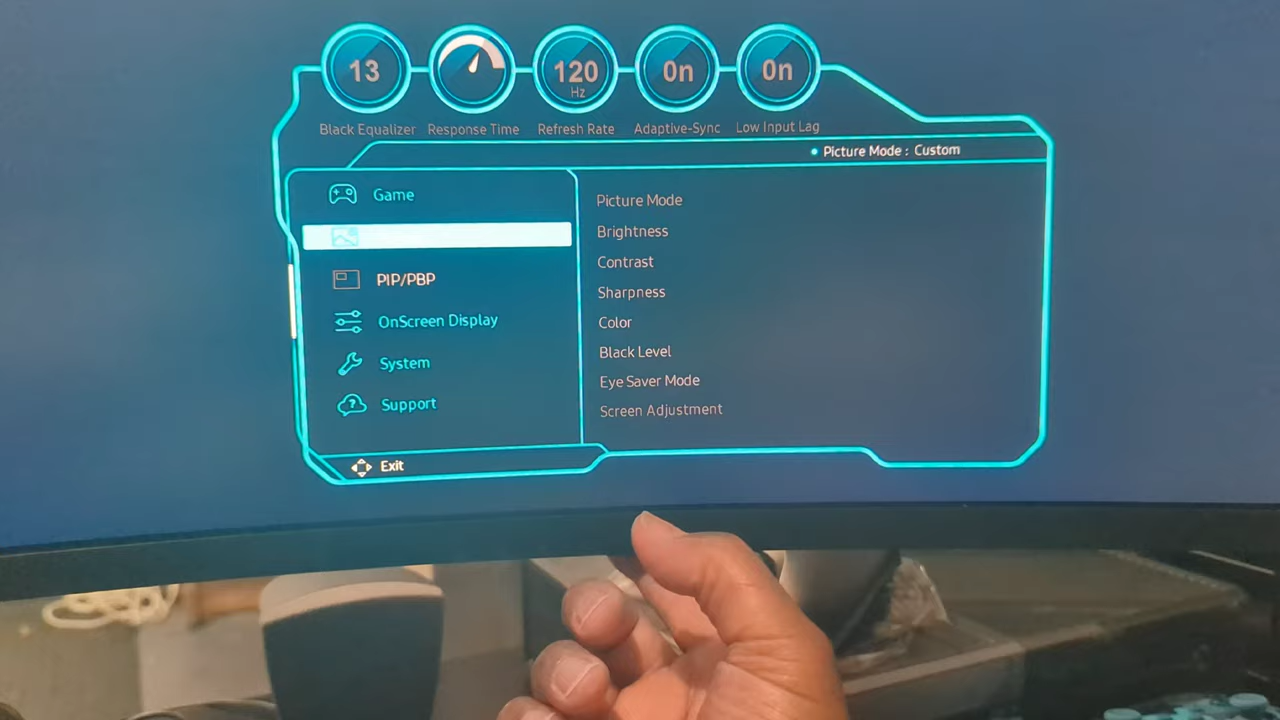 13
120
Hz
On
On
Black Equalizer
Response Time
Refresh Rate
Adaptive-Sync
Low Input Lag
Picture Mode : Custom
Game
PIP/PBP
OnScreen Display
System
Support
Picture Mode
Brightness
Contrast
Sharpness
Color
Black Level
Eye Saver Mode
Screen Adjustment
Exit